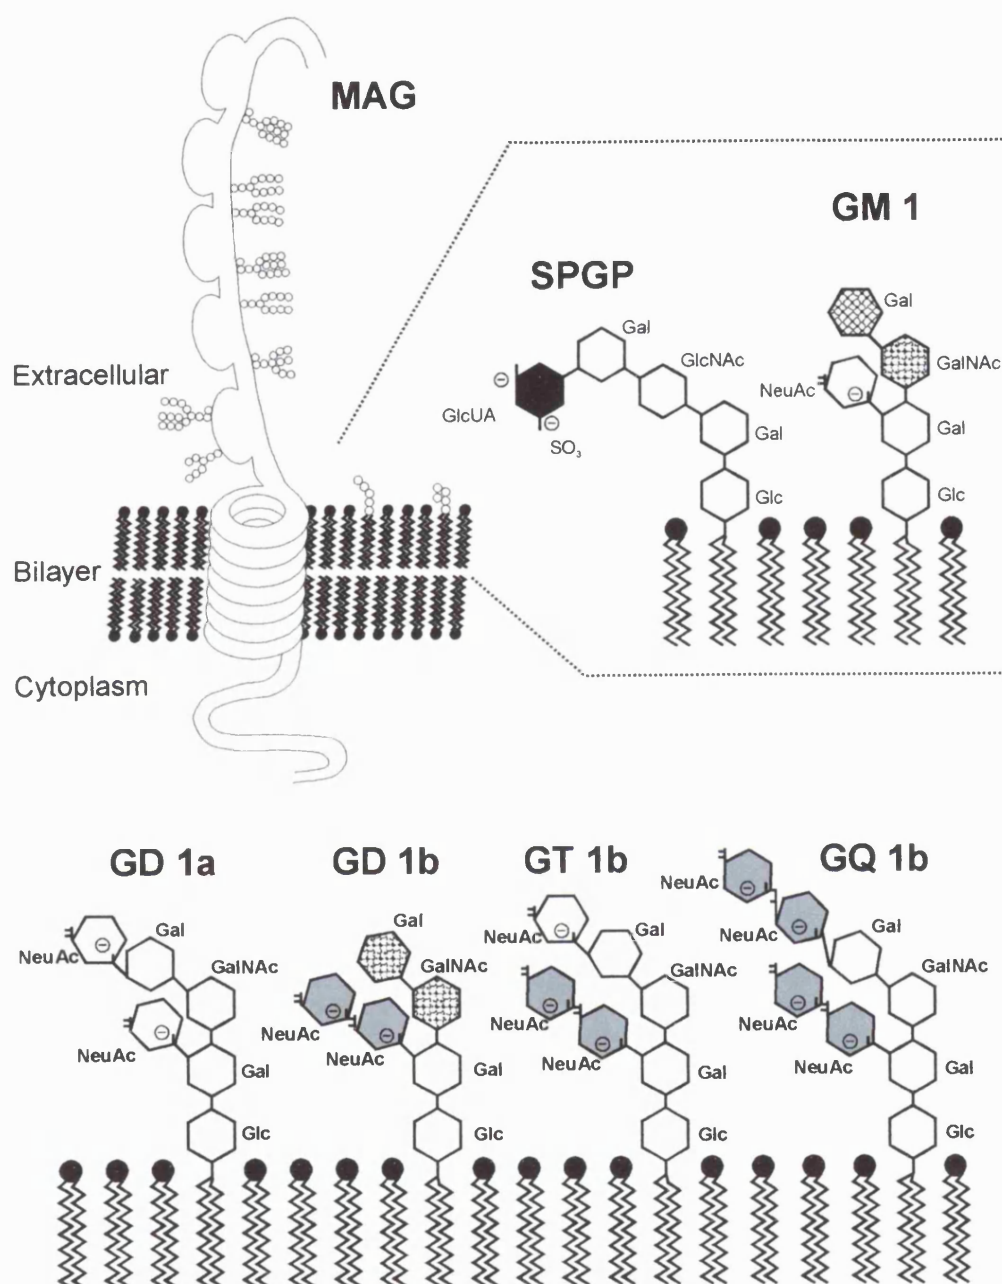 MAG
GM 1
SPGP
Gal
Gal
GlcNAc
GalNAc
Extracellular
NeuAc
GlcUA
SO₃
Gal
Gal
Glc
Glc
Bilayer
Cytoplasm
GD 1a
GD 1b
GT 1b
GQ 1b
NeuAc
Gal
NeuAc
GalNAc
NeuAc
Gal
Glc
Gal
GalNAc
NeuAc
NeuAc
Gal
Glc
NeuAc
Gal
GalNAc
NeuAc
NeuAc
Gal
Glc
NeuAc
NeuAc
Gal
GalNAc
NeuAc
NeuAc
Gal
Glc